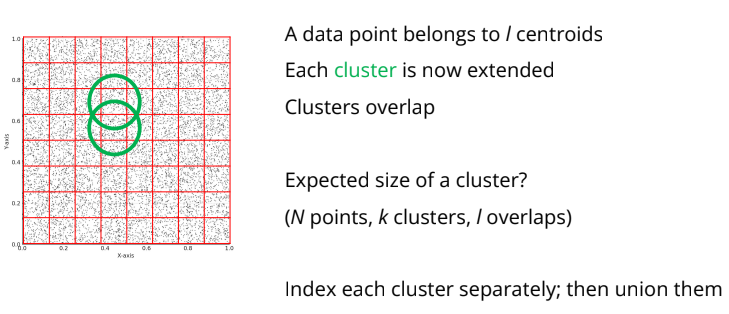 A data point belongs to l centroids
Each cluster is now extended
Clusters overlap
Expected size of a cluster?
(N points, k clusters, l overlaps)
Index each cluster separately; then union them
1.0
0.8
0.6
0.4
0.2
0.0
Y-axis
0.0 0.2 0.4 0.6 0.8 1.0
X-axis